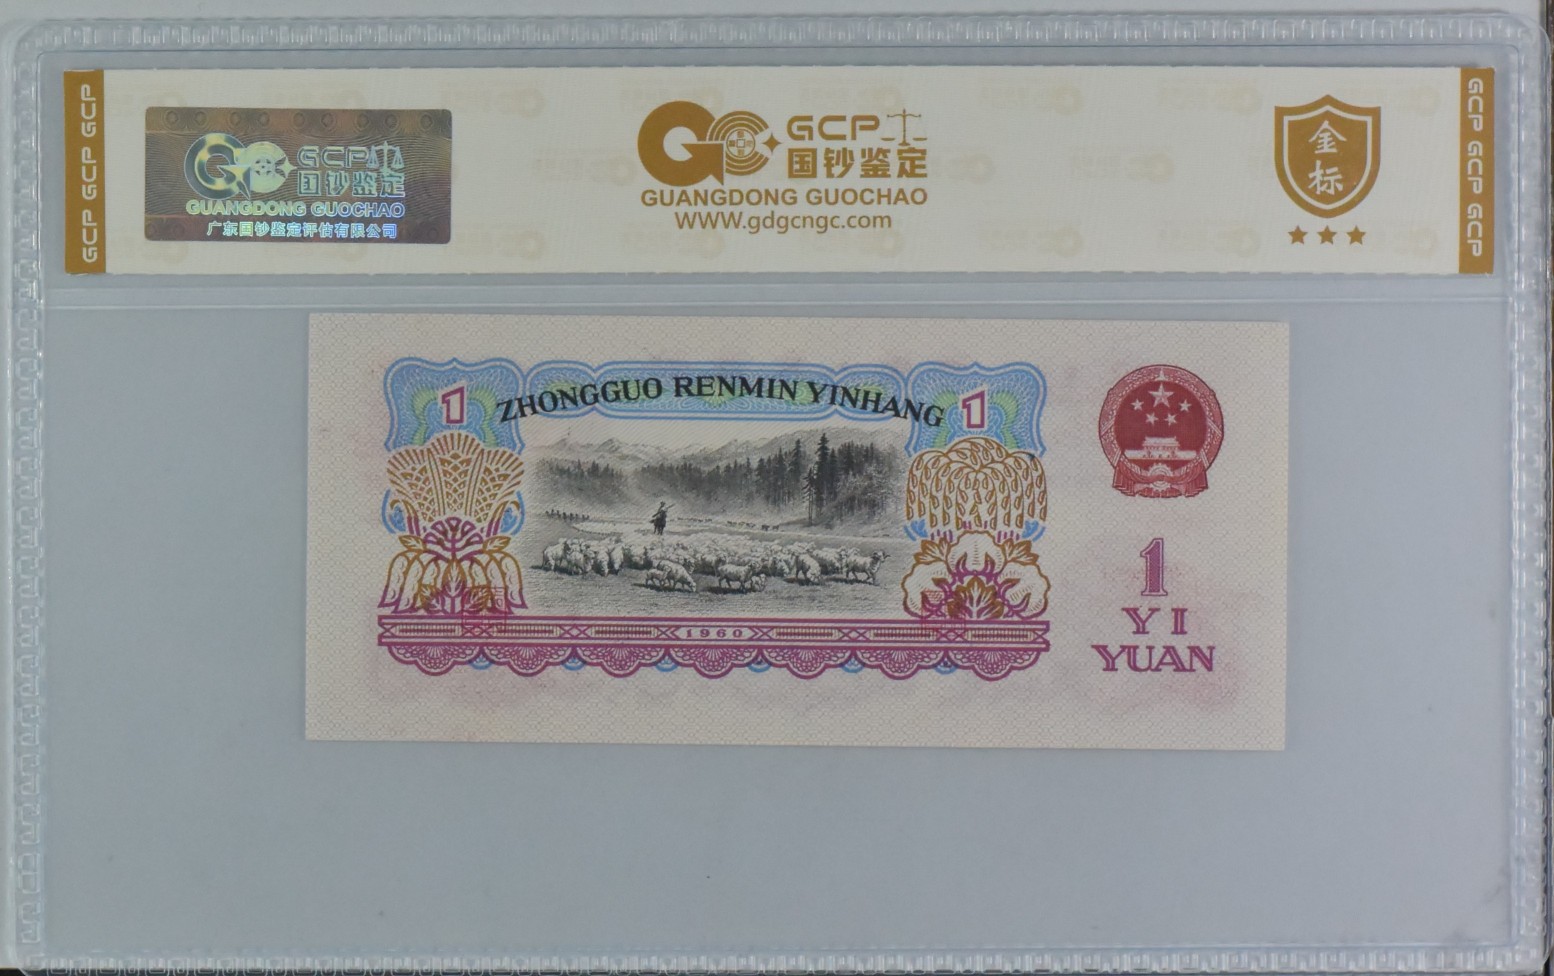 GCP GCP GCP
GCP
国钞鉴定
GUANGDONG GUOCHAO
广东国钞鉴定评估有限公司
GCP
国钞鉴定
GUANGDONG GUOCHAO
WWW.gdgcngc.com
金
标
GCP GCP GCP
1
ZHONGGUO RENMIN YINHANG
1
1960
1
YI
YUAN